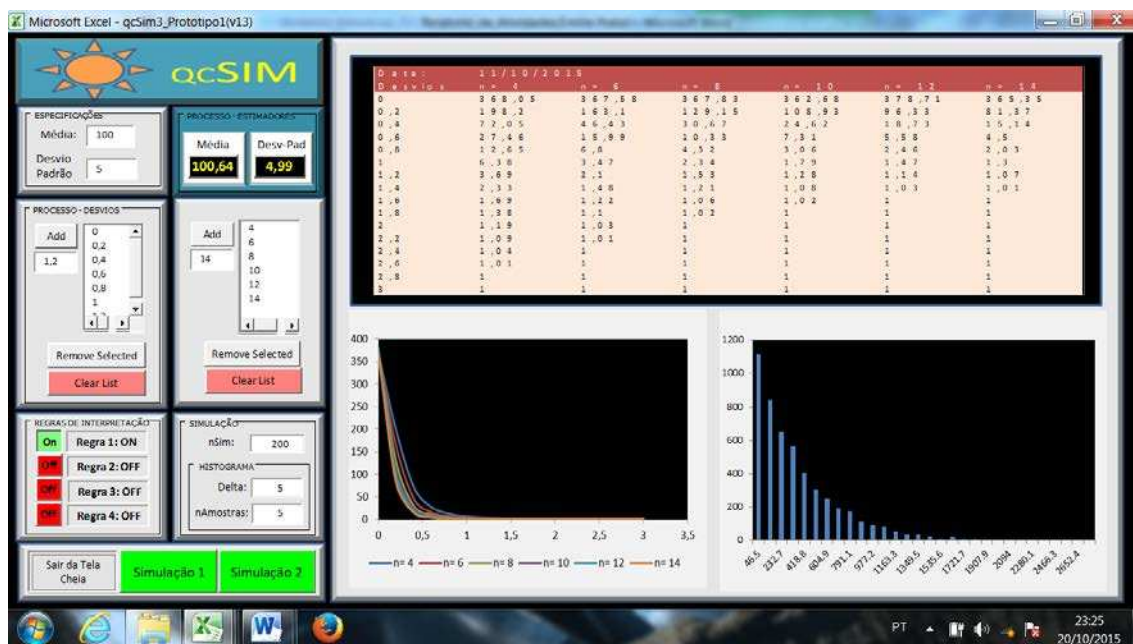 Microsoft Excel - qcSim3_Prototipo1(v13)
QCSIM
ESPECIFICAÇÕES
Média: 100
Desvio Padrão 5
PROCESSO - ESTIMADORES
Média Desv-Pad
100,64 4,99
PROCESSO - DESVIOS
Add
1,2
0
0,2
0,4
0,6
0,8
1
Remove Selected
Clear List
Add
14
4
6
8
10
12
14
Remove Selected
Clear List
REGRAS DE INTERPRETAÇÃO
On Regra 1: ON
Off Regra 2: OFF
Off Regra 3: OFF
Off Regra 4: OFF
SIMULAÇÃO
nSim: 200
HISTOGRAMA
Delta: 5
nAmostras: 5
Sair da Tela Cheia
Simulação 1
Simulação 2
Data: 11/10/2015
Desvios n= 4 n= 6 n= 8 n= 10 n= 12 n= 14
0 368,05 367,58 367,83 362,68 378,71 365,35
0,2 198,2 163,1 129,15 108,93 96,33 81,37
0,4 72,05 46,43 30,67 24,62 18,73 15,14
0,6 27,46 15,99 10,33 7,31 5,58 4,5
0,8 12,65 6,8 4,32 3,06 2,46 2,03
1 6,38 3,47 2,34 1,79 1,47 1,3
1,2 3,69 2,1 1,53 1,28 1,14 1,07
1,4 2,33 1,48 1,21 1,08 1,03 1,01
1,6 1,69 1,22 1,06 1,02 1 1
1,8 1,38 1,1 1,02 1 1 1
2 1,19 1,03 1 1 1 1
2,2 1,09 1,01 1 1 1 1
2,4 1,04 1 1 1 1 1
2,6 1,01 1 1 1 1 1
2,8 1 1 1 1 1 1
3 1 1 1 1 1 1
400
350
300
250
200
150
100
50
0
0 0,5 1 1,5 2 2,5 3 3,5
n= 4 n= 6 n= 8 n= 10 n= 12 n= 14
1200
1000
800
600
400
200
0
46.5 232.7 418.8 604.9 791.1 977.2 1163.3 1349.5 1535.6 1721.7 1907.9 2094 2280.1 2466.3 2652.4
PT
23:25
20/10/2015